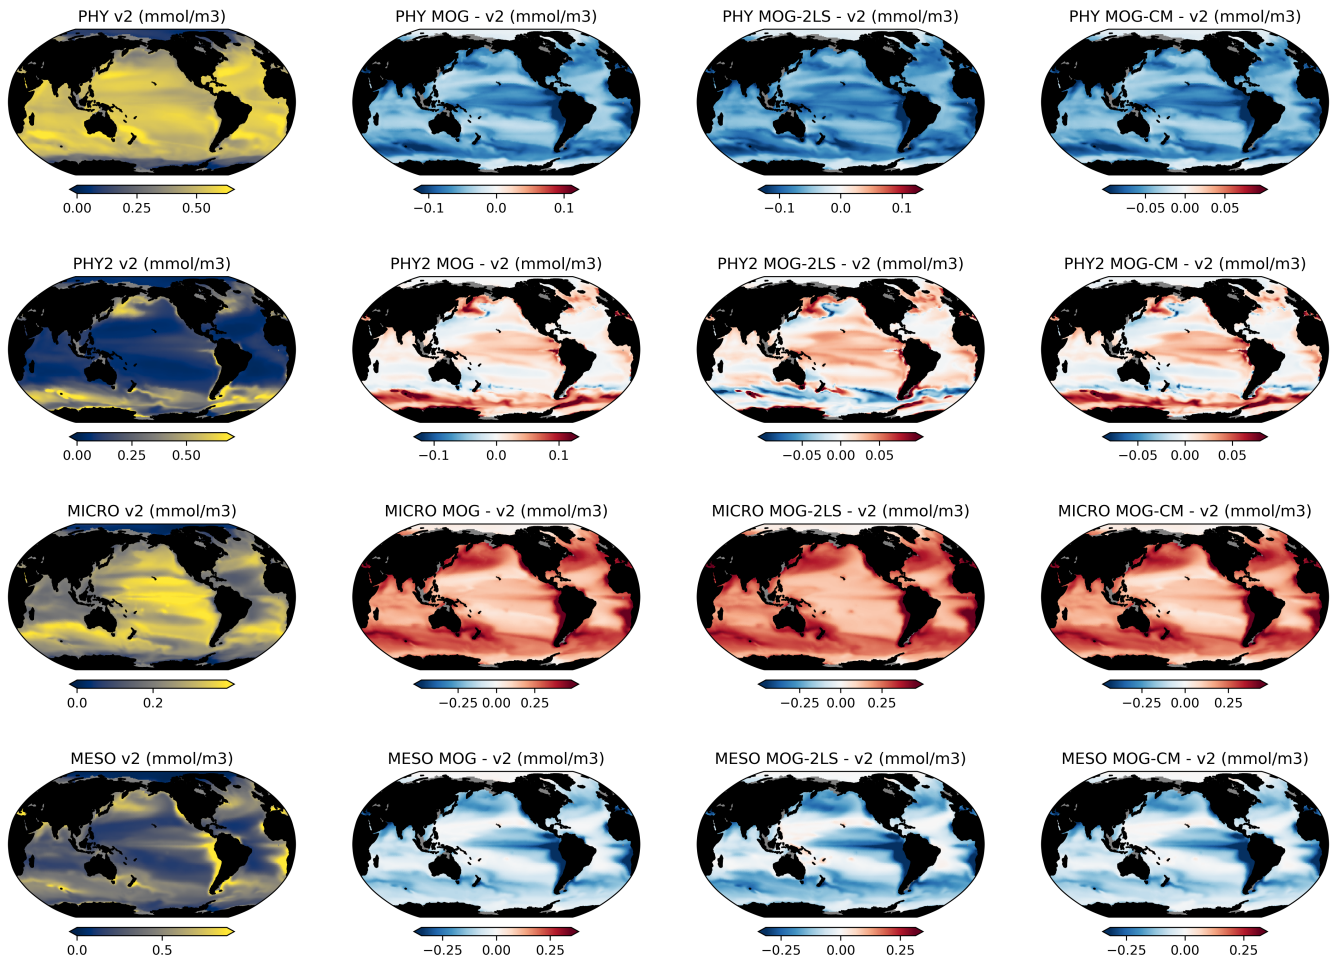 PHY v2 (mmol/m3)
PHY MOG - v2 (mmol/m3)
PHY MOG-2LS - v2 (mmol/m3)
PHY MOG-CM - v2 (mmol/m3)
0.00 0.25 0.50
−0.1 0.0 0.1
−0.1 0.0 0.1
−0.05 0.00 0.05
PHY2 v2 (mmol/m3)
PHY2 MOG - v2 (mmol/m3)
PHY2 MOG-2LS - v2 (mmol/m3)
PHY2 MOG-CM - v2 (mmol/m3)
0.00 0.25 0.50
−0.1 0.0 0.1
−0.05 0.00 0.05
−0.05 0.00 0.05
MICRO v2 (mmol/m3)
MICRO MOG - v2 (mmol/m3)
MICRO MOG-2LS - v2 (mmol/m3)
MICRO MOG-CM - v2 (mmol/m3)
0.0 0.2
−0.25 0.00 0.25
−0.25 0.00 0.25
−0.25 0.00 0.25
MESO v2 (mmol/m3)
MESO MOG - v2 (mmol/m3)
MESO MOG-2LS - v2 (mmol/m3)
MESO MOG-CM - v2 (mmol/m3)
0.0 0.5
−0.25 0.00 0.25
−0.25 0.00 0.25
−0.25 0.00 0.25